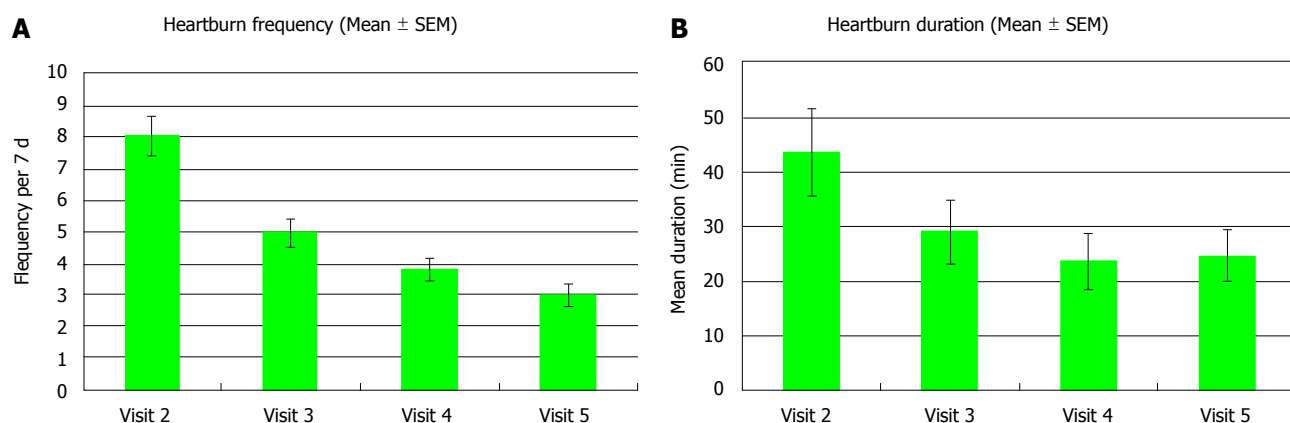 A
Heartburn frequency (Mean ± SEM)
Flequency per 7 d
10
9
8
7
6
5
4
3
2
1
0
Visit 2
Visit 3
Visit 4
Visit 5
B
Heartburn duration (Mean ± SEM)
Mean duration (min)
60
50
40
30
20
10
0
Visit 2
Visit 3
Visit 4
Visit 5